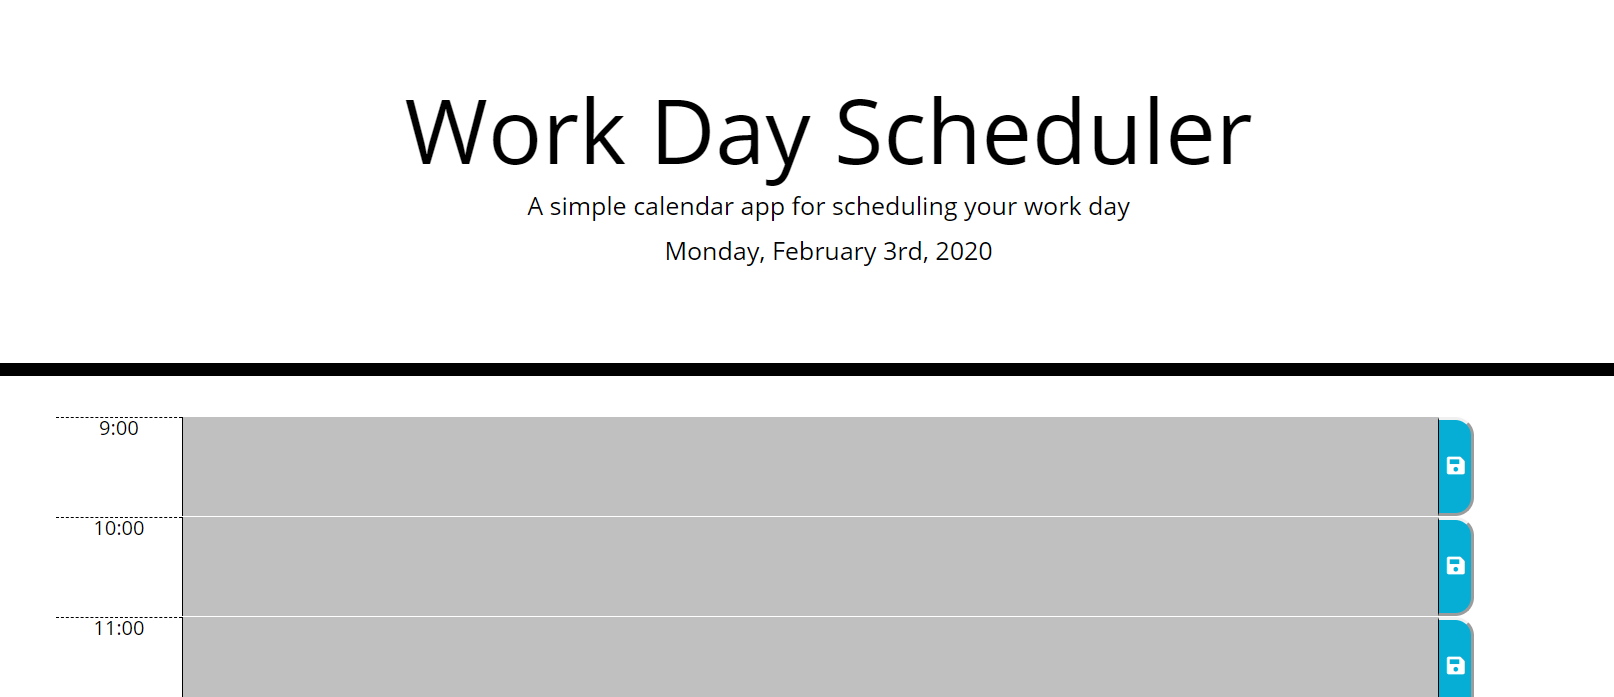 Work Day Scheduler
A simple calendar app for scheduling your work day
Monday, February 3rd, 2020
9:00
10:00
11:00